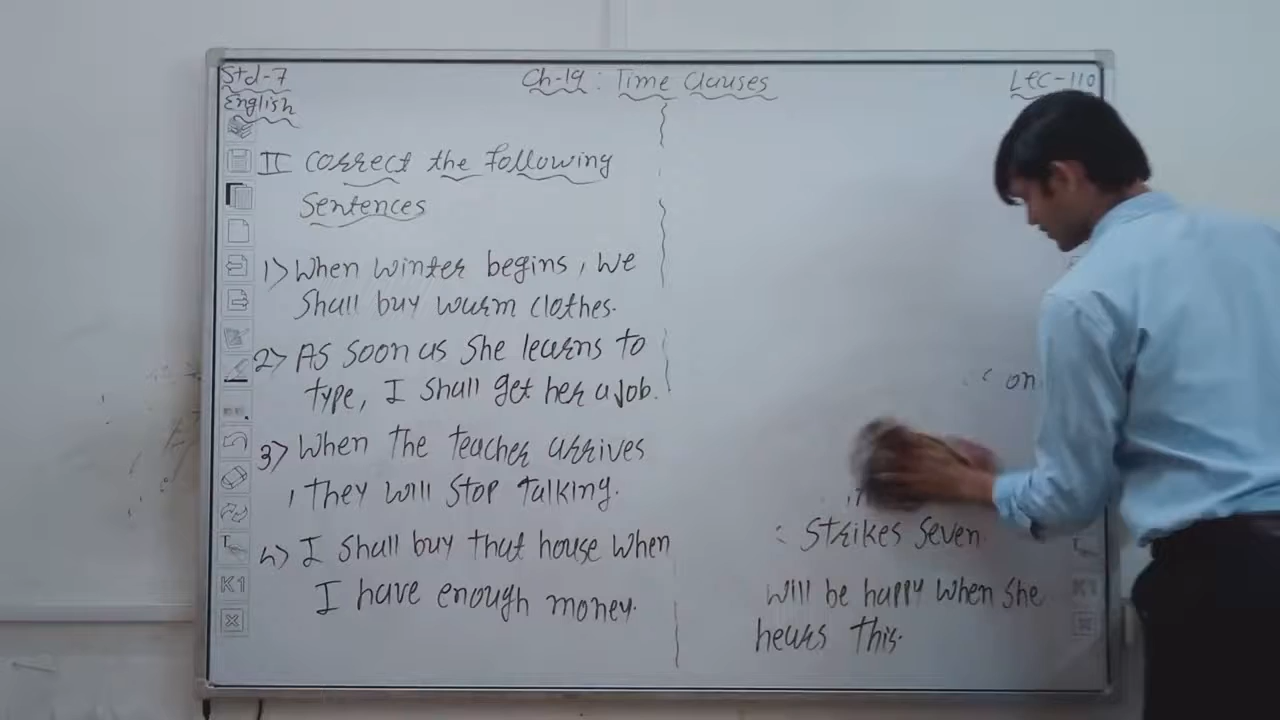 Std-7
English
Ch-19 : Time Clauses
Lec-110
II Correct the following
Sentences
1) When winter begins, we
shall buy warm clothes.
2) As soon as she learns to
type, I shall get her a job.
3) When the teacher arrives
, they will stop talking.
4) I shall buy that house when
I have enough money.
on
strikes seven
will be happy when she
hears this.
T
K1